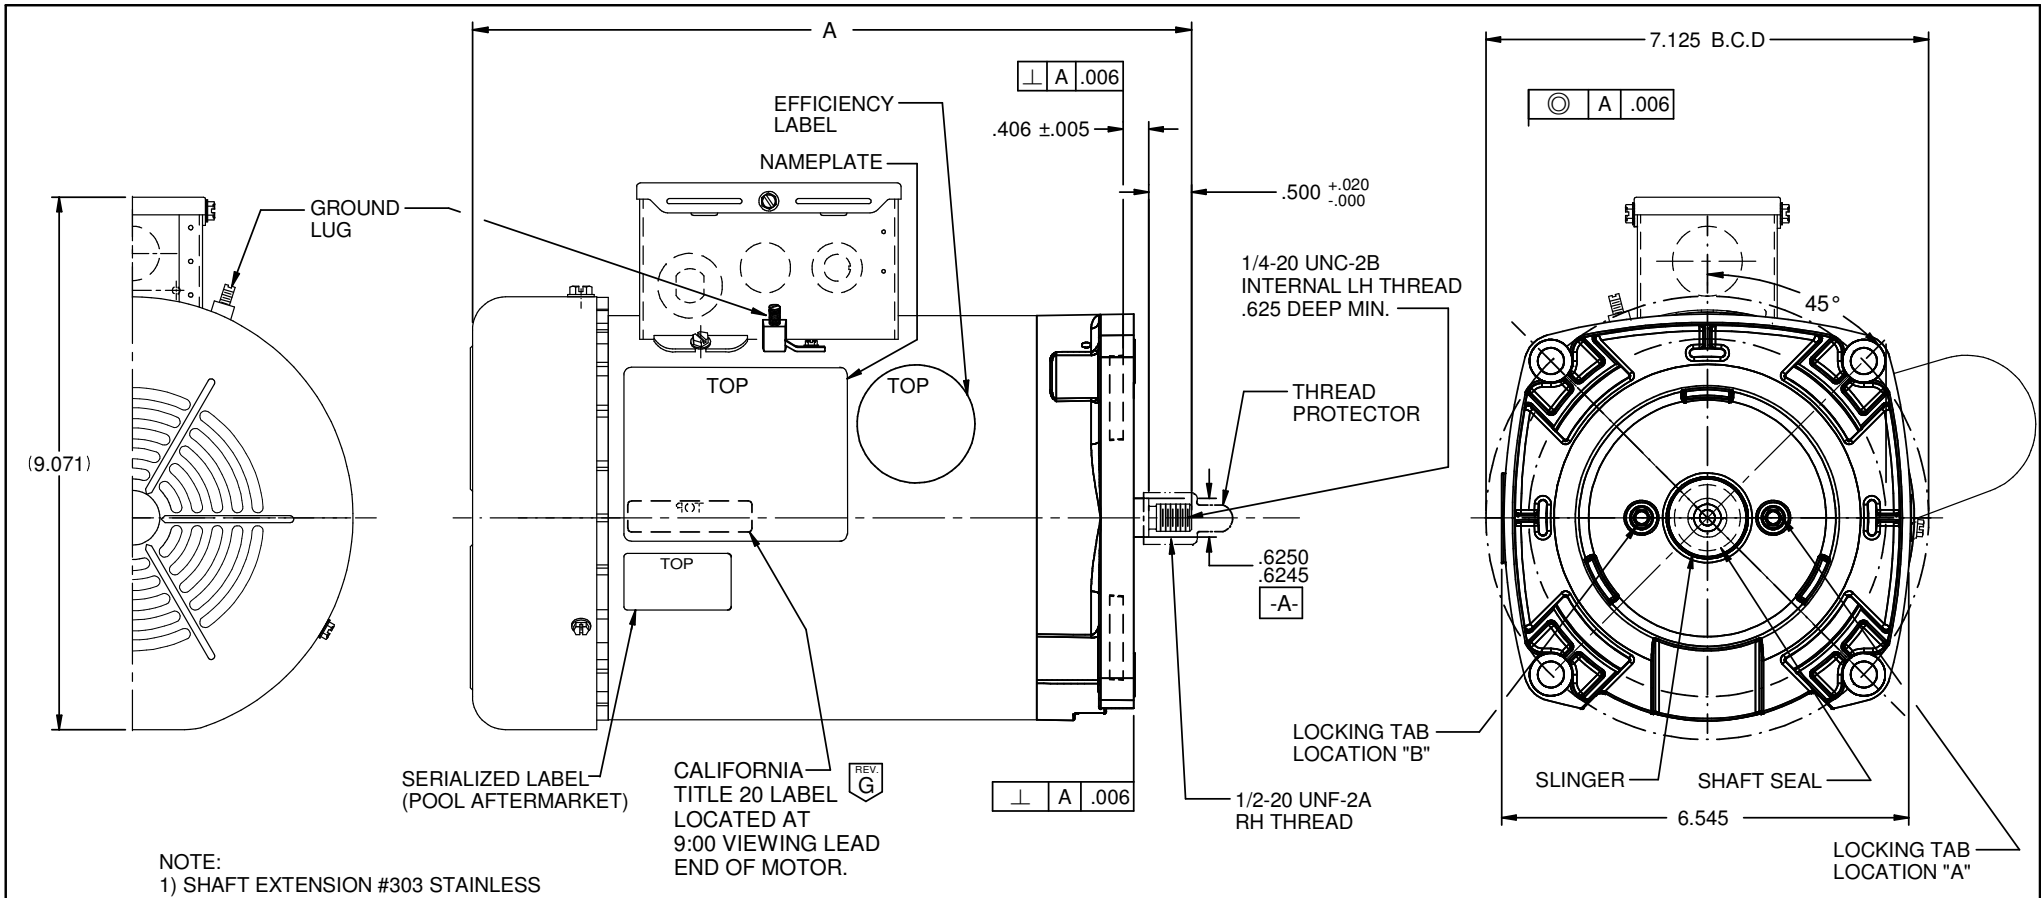 A
7.125 B.C.D
⊥ A .006
◎ A .006
EFFICIENCY
LABEL
.406 ±.005
NAMEPLATE
.500 +.020
-.000
GROUND
LUG
1/4-20 UNC-2B
INTERNAL LH THREAD
.625 DEEP MIN.
45°
TOP
TOP
THREAD
PROTECTOR
(9.071)
TOP
TOP
.6250
.6245
-A-
LOCKING TAB
LOCATION "B"
SERIALIZED LABEL
(POOL AFTERMARKET)
CALIFORNIA
TITLE 20 LABEL
LOCATED AT
9:00 VIEWING LEAD
END OF MOTOR.
REV.
G
⊥ A .006
1/2-20 UNF-2A
RH THREAD
SLINGER
SHAFT SEAL
6.545
LOCKING TAB
LOCATION "A"
NOTE:
1) SHAFT EXTENSION #303 STAINLESS